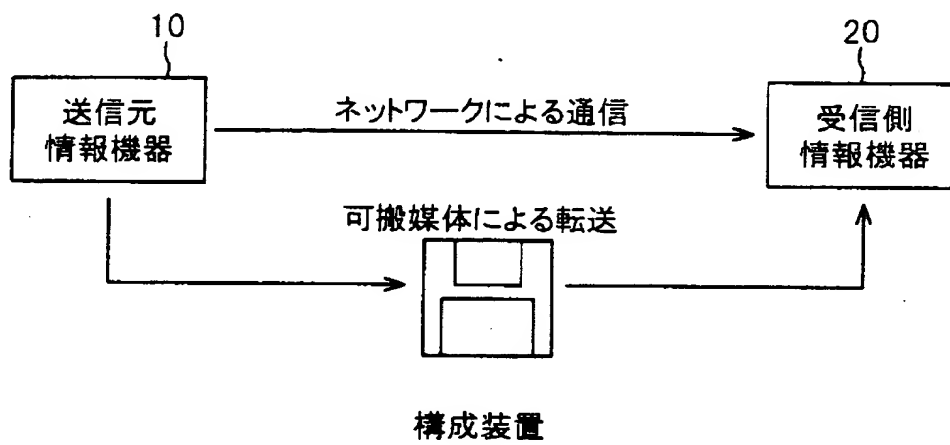 10
20
送信元
情報機器
ネットワークによる通信
受信側
情報機器
可搬媒体による転送
構成装置